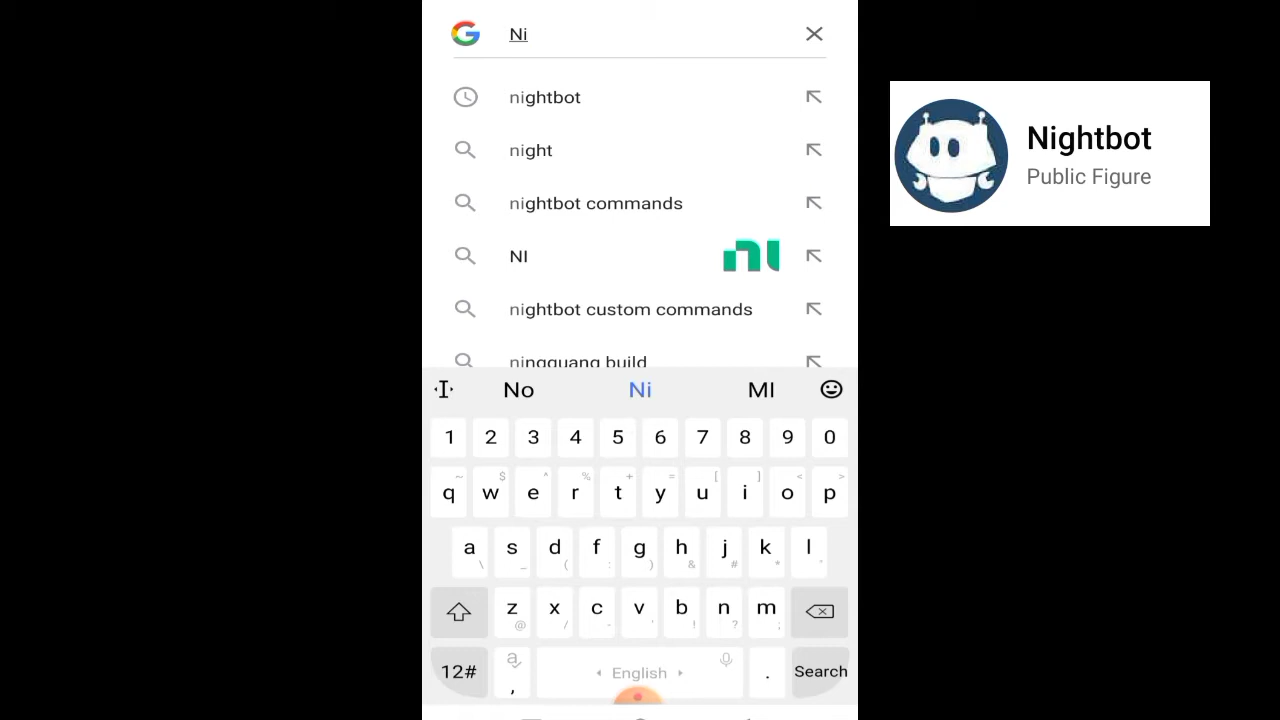 Ni
nightbot
night
nightbot commands
NI
nı
nightbot custom commands
ningguang build
No Ni MI
1 2 3 4 5 6 7 8 9 0
~ $ ^ % + = [ ] < >
q w e r t y u i o p
a s d f g h j k l
\ _ ( : ) & # * "
z x c v b n m
@ / - ' ! ? ;
12# a , English . Search
Nightbot
Public Figure